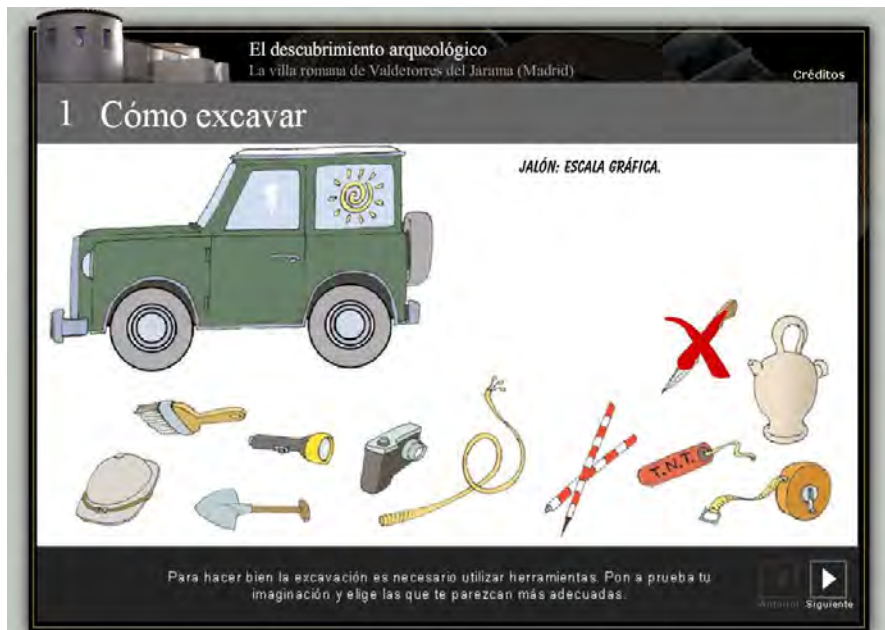 El descubrimiento arqueológico
La villa romana de Valdetorres del Jarama (Madrid)
Créditos
1 Cómo excavar
JALÓN: ESCALA GRÁFICA.
T.N.T.
Para hacer bien la excavación es necesario utilizar herramientas. Pon a prueba tu
imaginación y elige las que te parezcan más adecuadas.
Anterior Siguiente